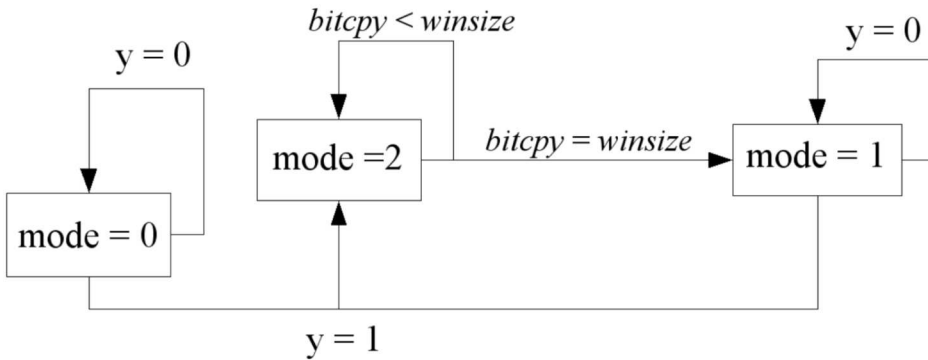 bitcpy < winsize
y = 0
y = 0
mode =2
bitcpy = winsize
mode = 1
mode = 0
y = 1